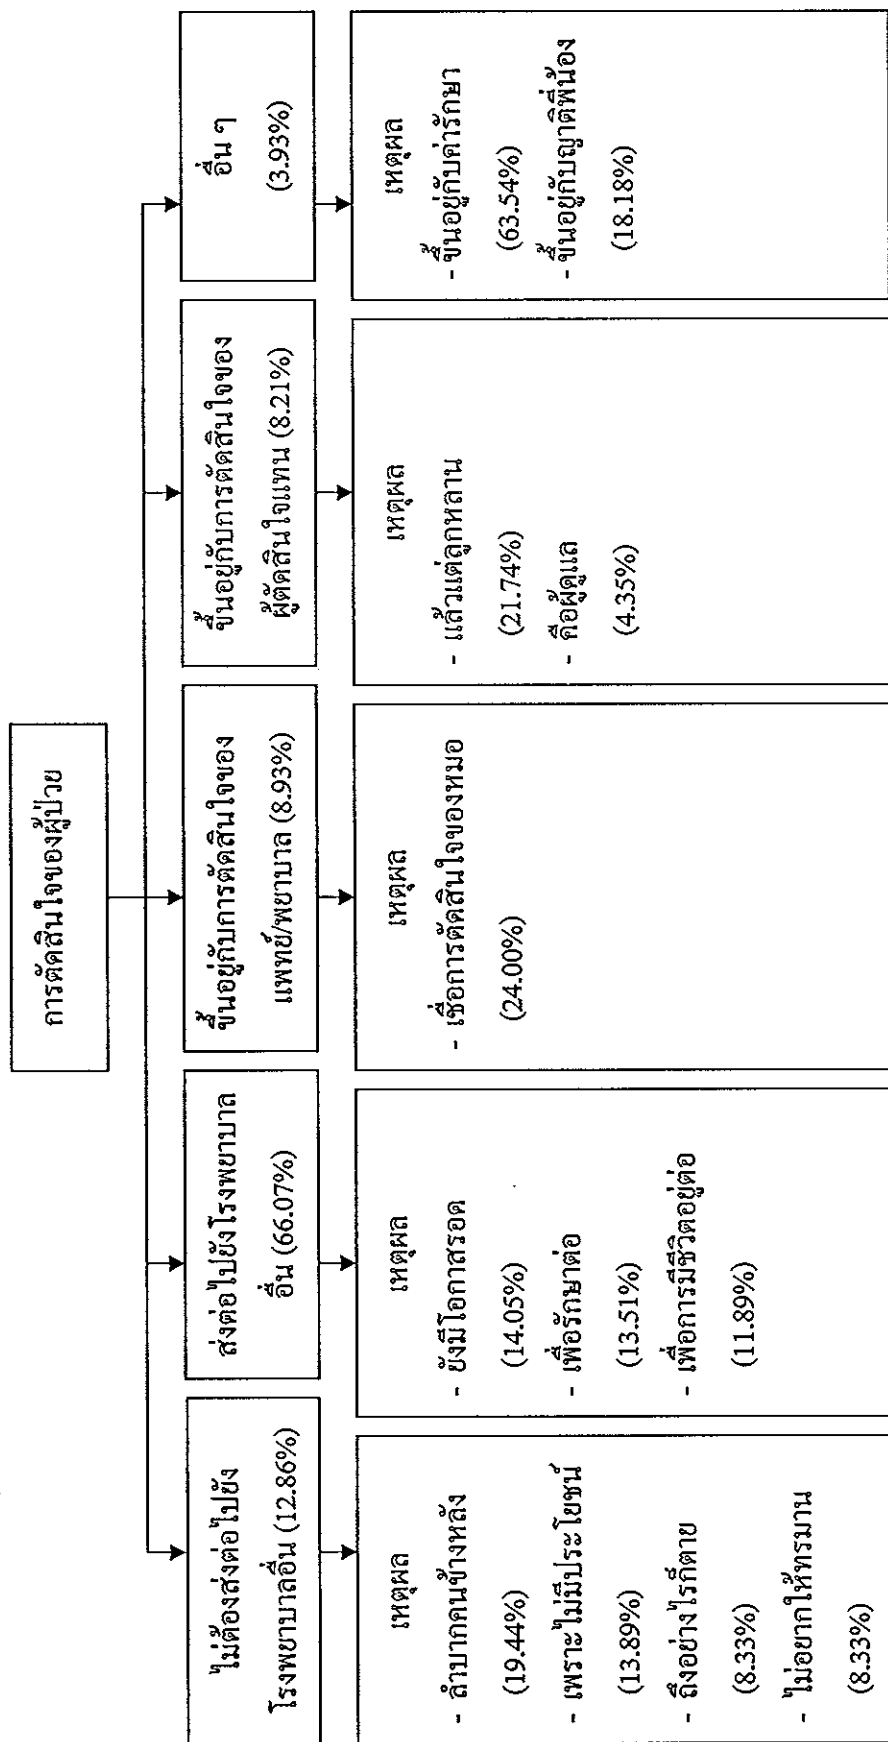 การตัดสินใจของผู้ป่วย
ไม่ต้องส่งต่อไปยัง
โรงพยาบาลอื่น (12.86%)
เหตุผล
- ลำบากคนข้างหลัง
(19.44%)
- เพราะไม่มีประโยชน์
(13.89%)
- ถึงอย่างไรก็ตาย
(8.33%)
- ไม่อยากให้ทรมาน
(8.33%)
ส่งต่อไปยังโรงพยาบาล
อื่น (66.07%)
เหตุผล
- ยังมีโอกาสรอด
(14.05%)
- เพื่อรักษาต่อ
(13.51%)
- เพื่อการมีชีวิตอยู่ต่อ
(11.89%)
ขึ้นอยู่กับการตัดสินใจของ
แพทย์/พยาบาล (8.93%)
เหตุผล
- เชื่อการตัดสินใจของหมอ
(24.00%)
ขึ้นอยู่กับการตัดสินใจของ
ผู้ตัดสินใจแทน (8.21%)
เหตุผล
- แล้วแต่ลูกหลาน
(21.74%)
- คือผู้ดูแล
(4.35%)
อื่น ๆ
(3.93%)
เหตุผล
- ขึ้นอยู่กับค่ารักษา
(63.54%)
- ขึ้นอยู่กับญาติพี่น้อง
(18.18%)